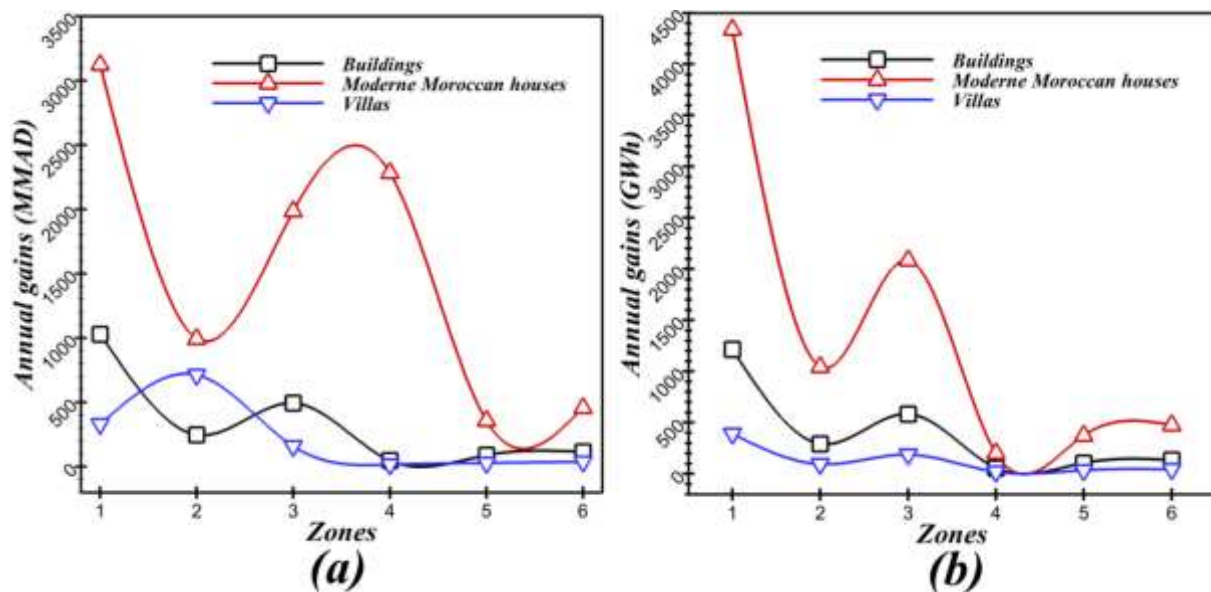 3500
3000
2500
2000
1500
1000
500
0
Annual gains (MMAD)
Buildings
Moderne Moroccan houses
Villas
1 2 3 4 5 6
Zones
(a)
4500
4000
3500
3000
2500
2000
1500
1000
500
0
Annual gains (GWh)
Buildings
Moderne Moroccan houses
Villas
1 2 3 4 5 6
Zones
(b)